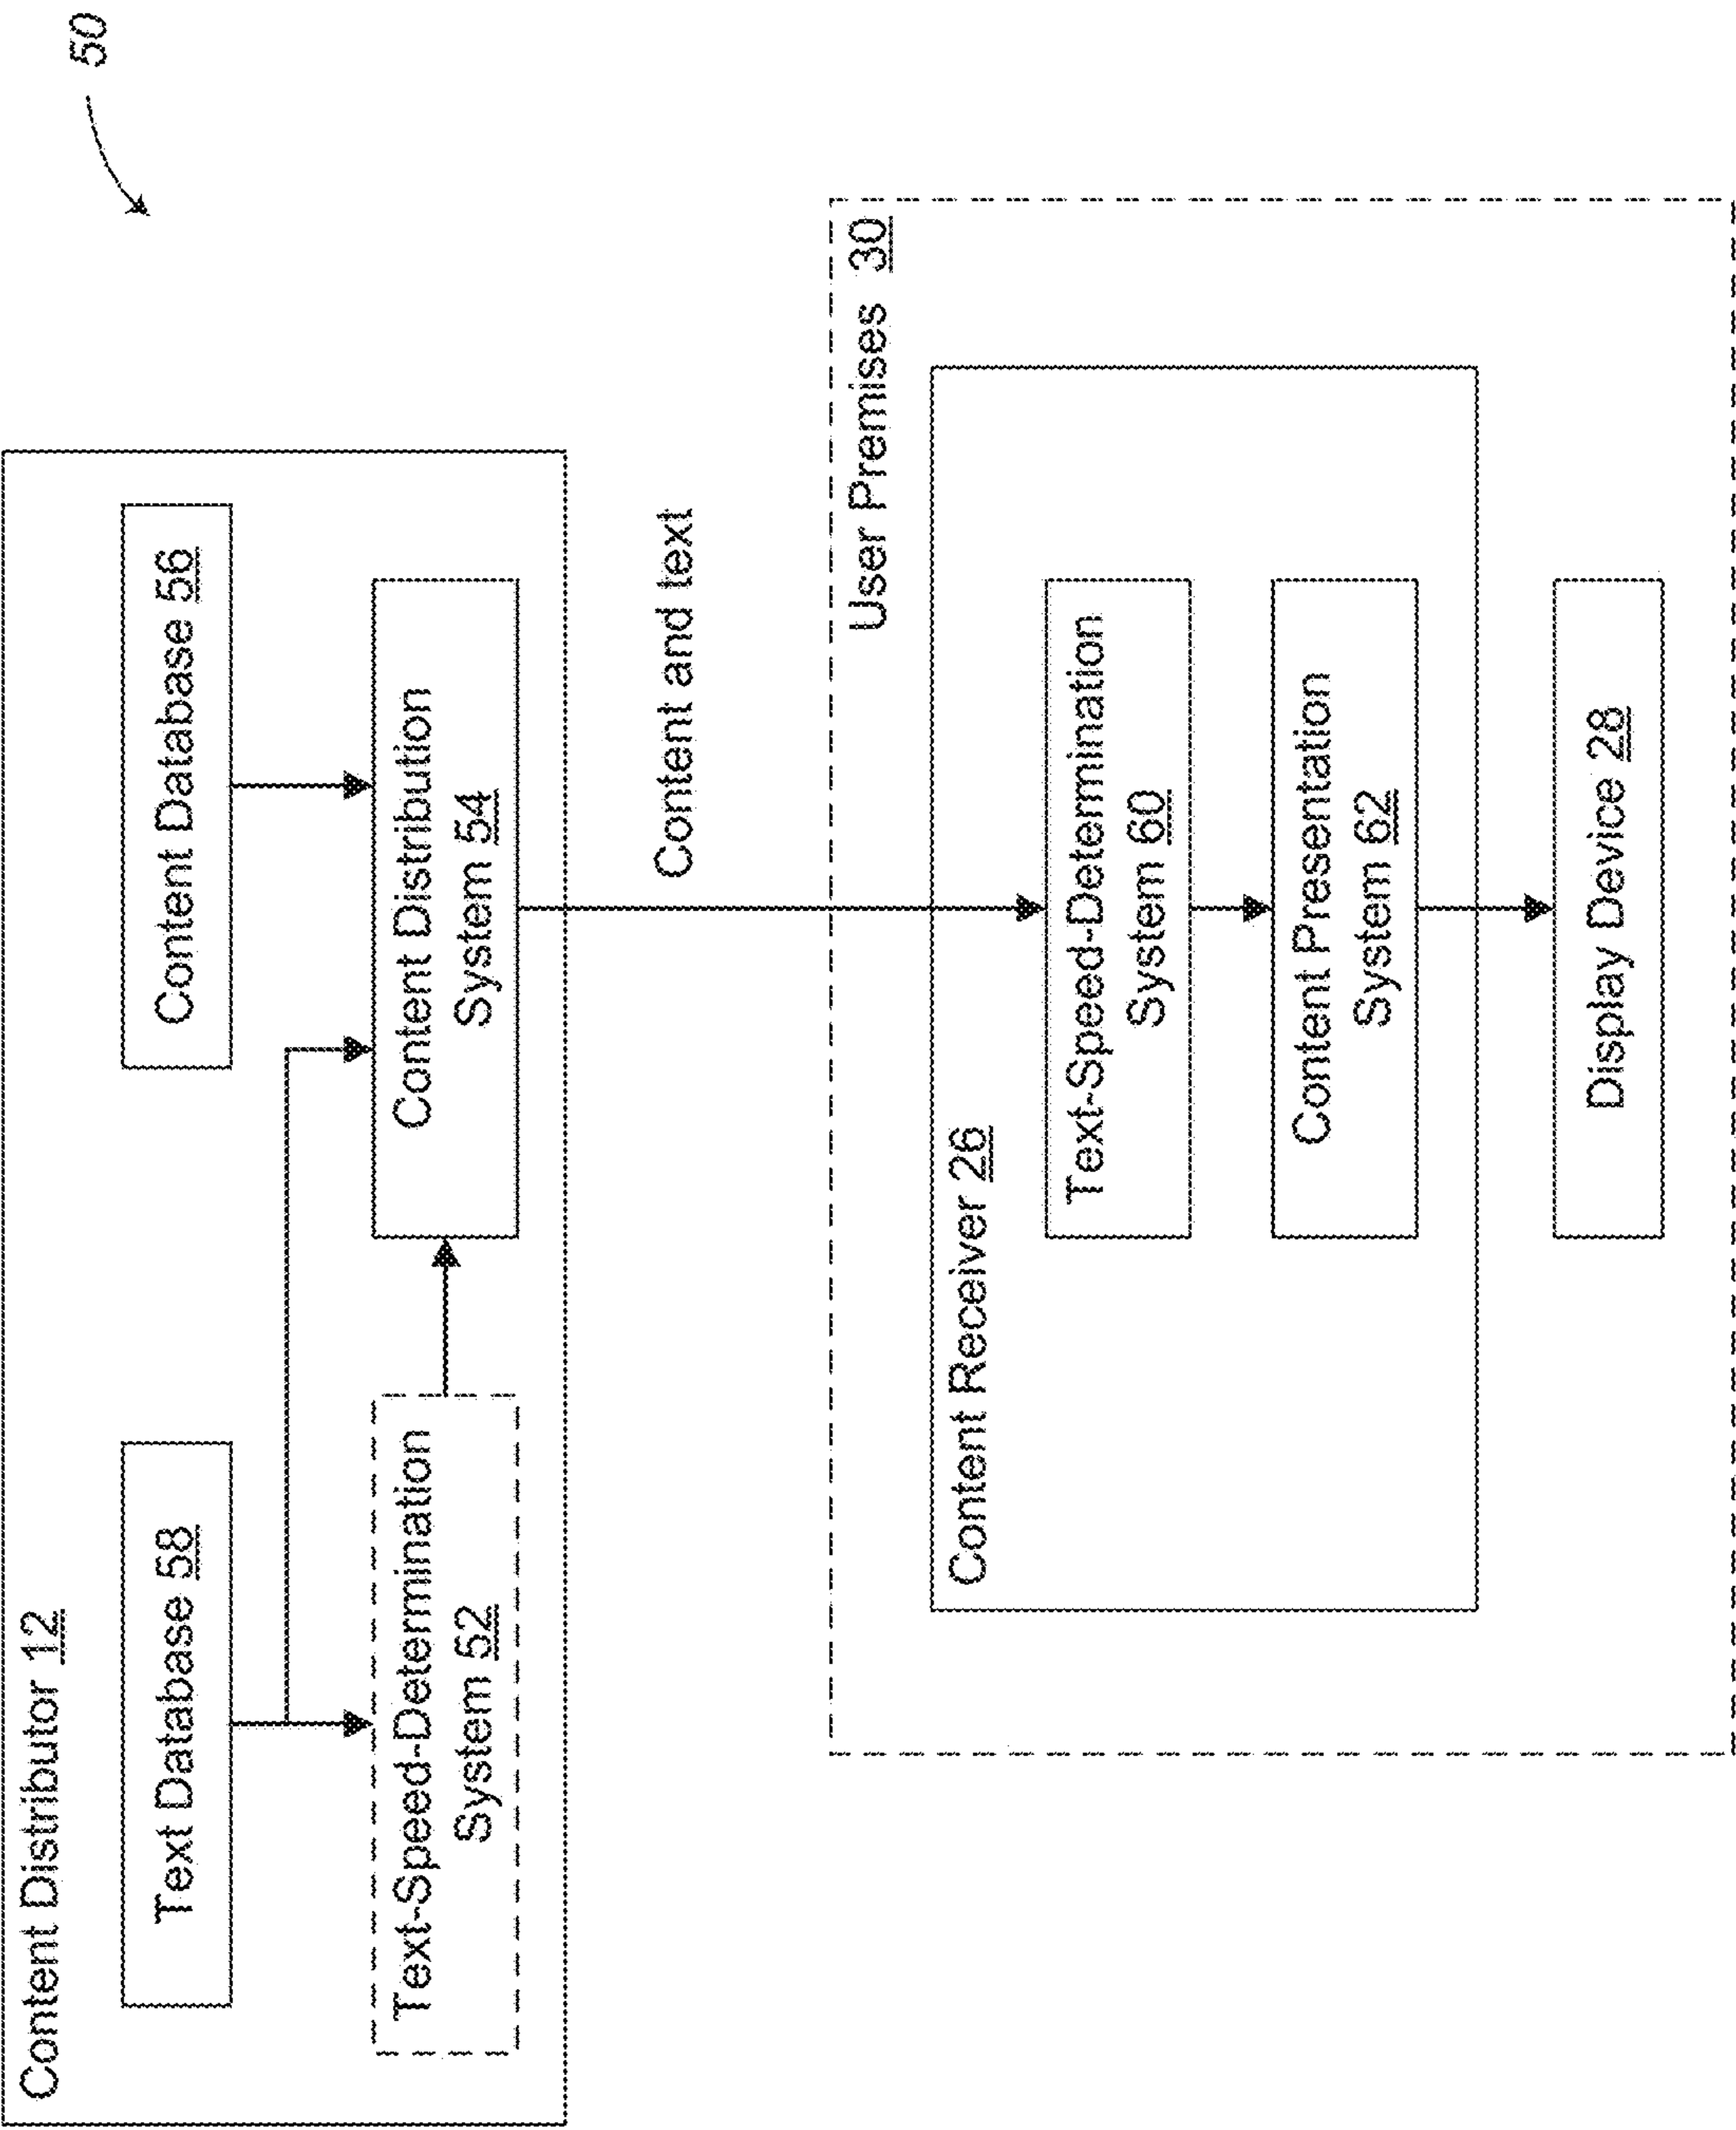 50
Content Distributor 12
Text Database 58
Content Database 56
Text-Speed-Determination
System 52
Content Distribution
System 54
Content and text
User Premises 30
Content Receiver 26
Text-Speed-Determination
System 60
Content Presentation
System 62
Display Device 28